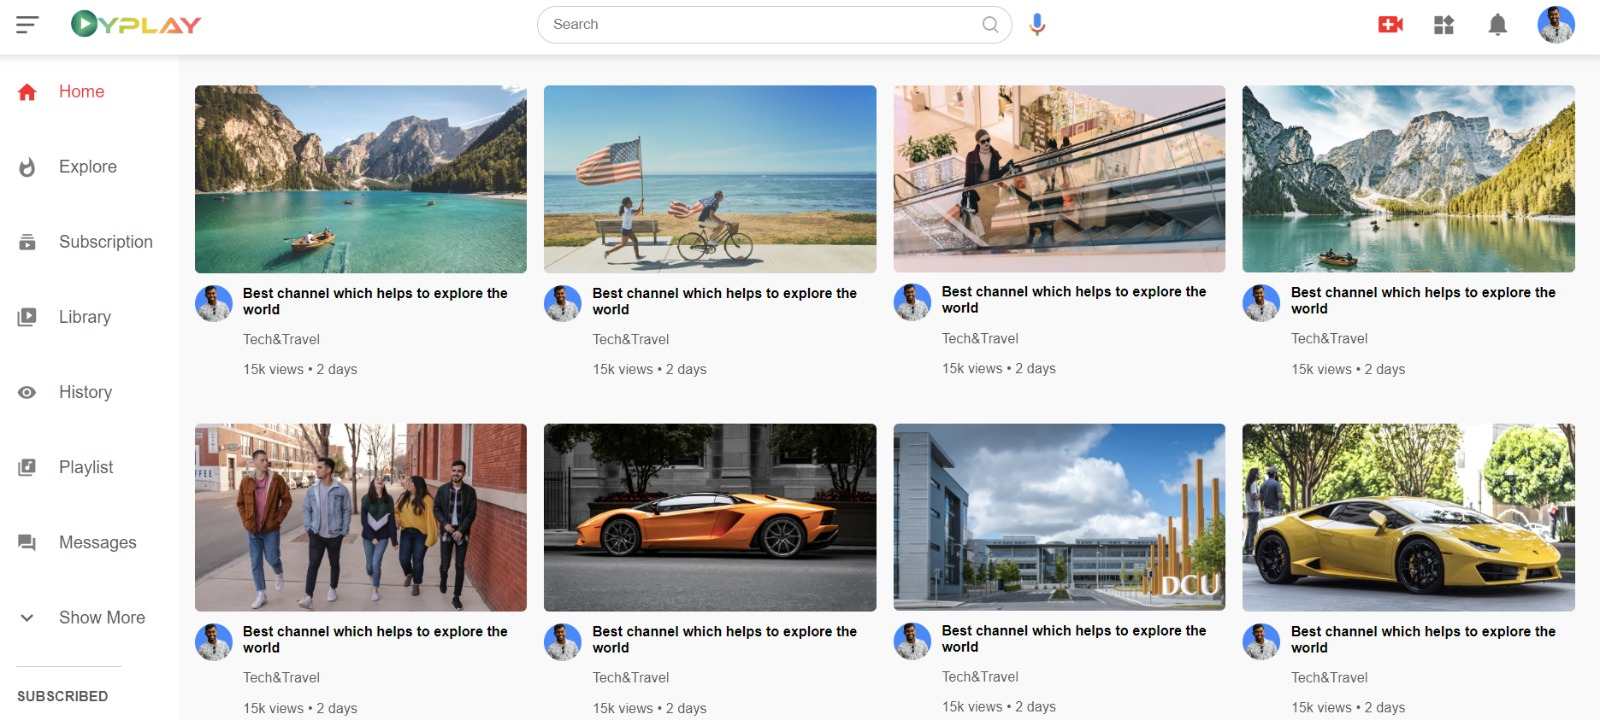 YPLAY
Search
Home
Explore
Subscription
Library
History
Playlist
Messages
Show More
SUBSCRIBED
Best channel which helps to explore the
world
Tech&Travel
15k views • 2 days
Best channel which helps to explore the
world
Tech&Travel
15k views • 2 days
Best channel which helps to explore the
world
Tech&Travel
15k views • 2 days
Best channel which helps to explore the
world
Tech&Travel
15k views • 2 days
FFEE
Best channel which helps to explore the
world
Tech&Travel
15k views • 2 days
Best channel which helps to explore the
world
Tech&Travel
15k views • 2 days
DCU
Best channel which helps to explore the
world
Tech&Travel
15k views • 2 days
Best channel which helps to explore the
world
Tech&Travel
15k views • 2 days